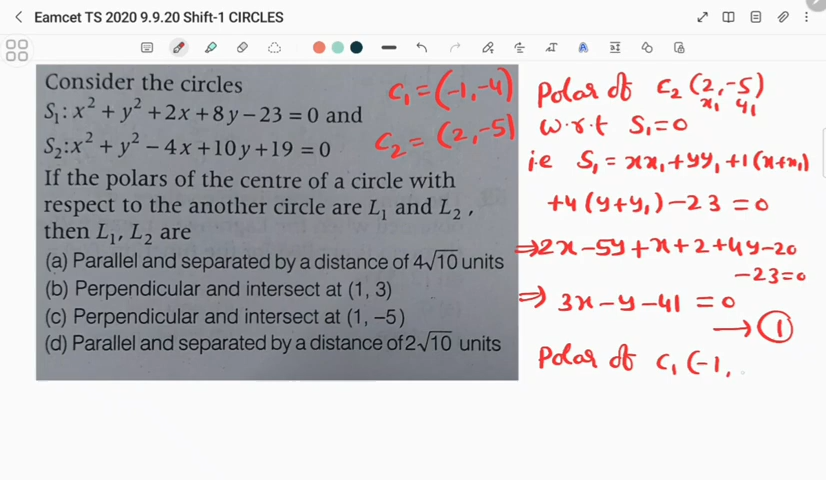 Eamcet TS 2020 9.9.20 Shift-1 CIRCLES
Consider the circles
S₁: x² + y² + 2x + 8y − 23 = 0 and
S₂: x² + y² − 4x + 10y + 19 = 0
If the polars of the centre of a circle with
respect to the another circle are L₁ and L₂,
then L₁, L₂ are
(a) Parallel and separated by a distance of 4√10 units
(b) Perpendicular and intersect at (1, 3)
(c) Perpendicular and intersect at (1, −5)
(d) Parallel and separated by a distance of 2√10 units
C₁ = (-1, -4)
C₂ = (2, -5)
Polar of C₂ (2, -5)
x₁ y₁
w.r.t S₁ = 0
i.e S₁ = xx₁ + yy₁ + 1(x+x₁)
+4 (y+y₁) − 23 = 0
⇒ 2x − 5y + x + 2 + 4y − 20
− 23 = 0
⇒ 3x − y − 41 = 0
→ ①
Polar of C₁ (-1,